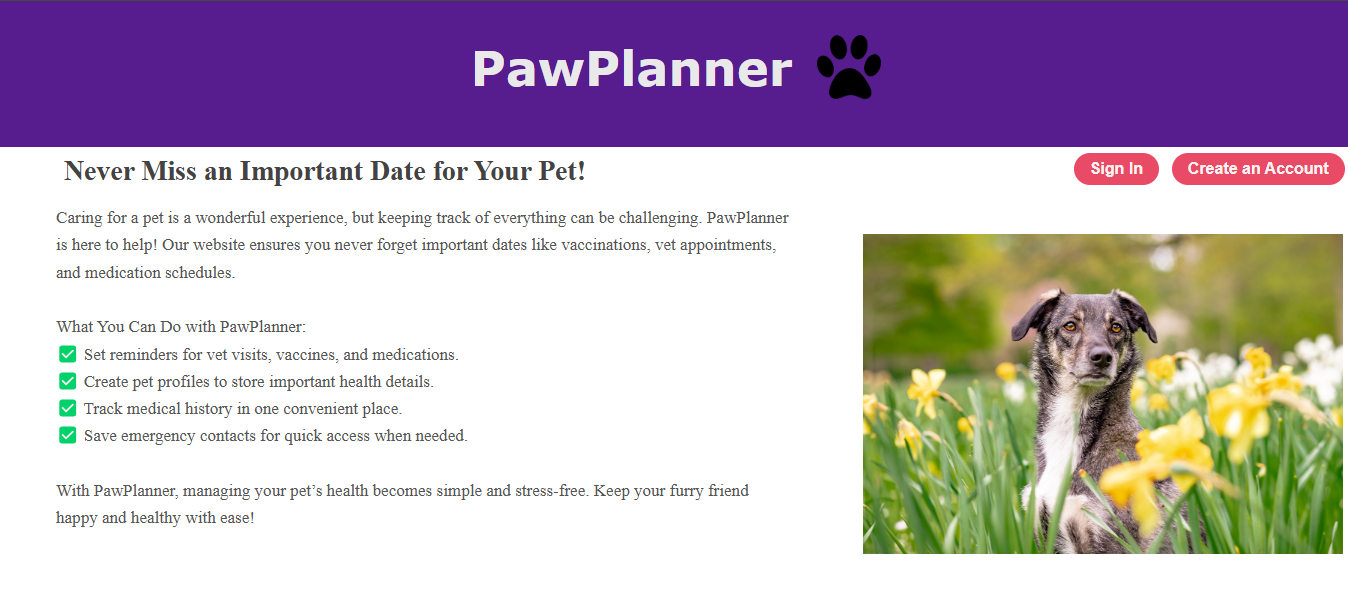 PawPlanner
Never Miss an Important Date for Your Pet!
Sign In
Create an Account
Caring for a pet is a wonderful experience, but keeping track of everything can be challenging. PawPlanner
is here to help! Our website ensures you never forget important dates like vaccinations, vet appointments,
and medication schedules.
What You Can Do with PawPlanner:
✅ Set reminders for vet visits, vaccines, and medications.
✅ Create pet profiles to store important health details.
✅ Track medical history in one convenient place.
✅ Save emergency contacts for quick access when needed.
With PawPlanner, managing your pet’s health becomes simple and stress-free. Keep your furry friend
happy and healthy with ease!